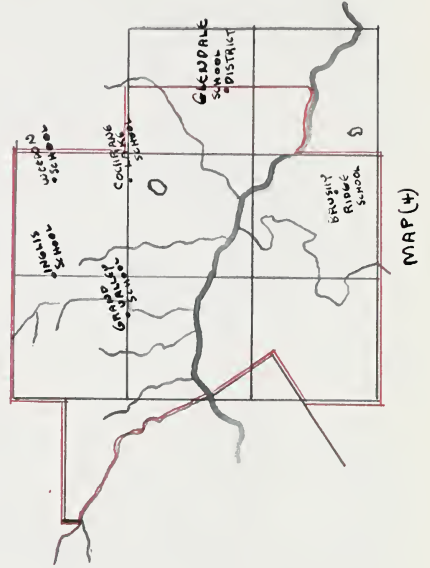 WEEDON
SCHOOL
INGLIS
SCHOOL
COCHRANE
LAKE
SCHOOL
GRAND
VALLEY
SCHOOL
GLENDALE
SCHOOL
DISTRICT
BRUSHY
RIDGE
SCHOOL
MAP (4)